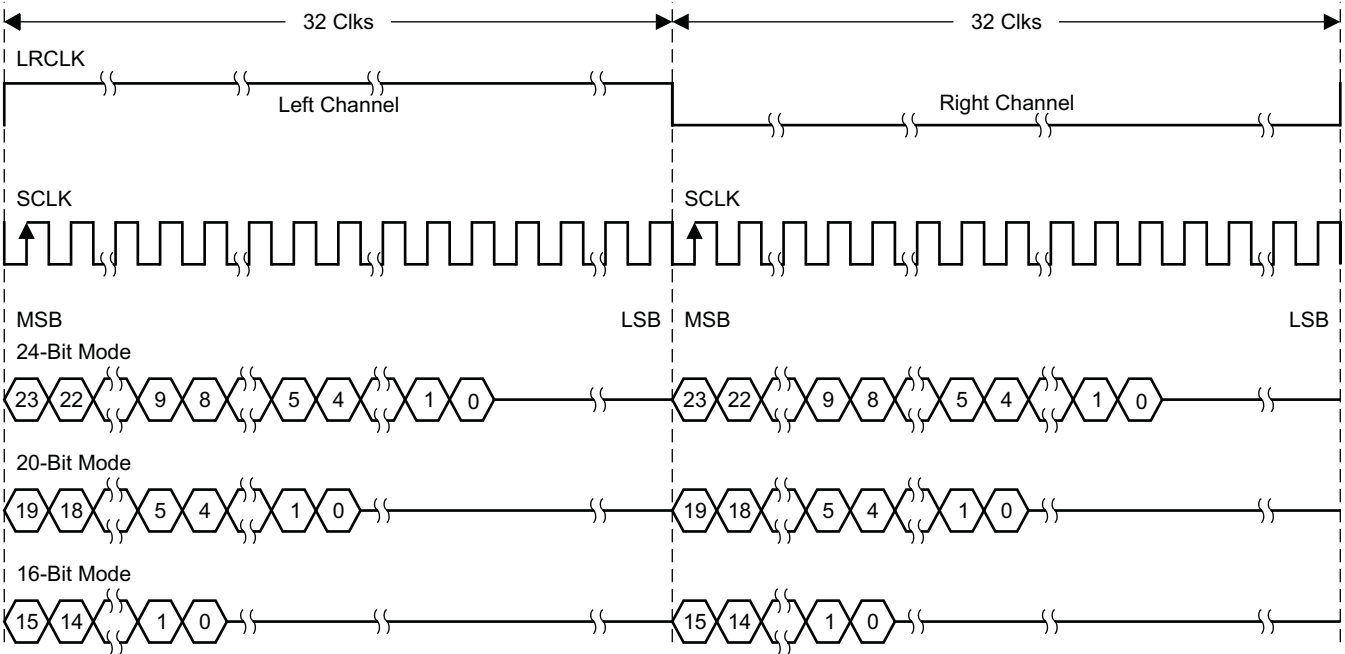 32 Clks 32 Clks
LRCLK
Left Channel Right Channel
SCLK SCLK
MSB LSB MSB LSB
24-Bit Mode
23 22 9 8 5 4 1 0 23 22 9 8 5 4 1 0
20-Bit Mode
19 18 5 4 1 0 19 18 5 4 1 0
16-Bit Mode
15 14 1 0 15 14 1 0